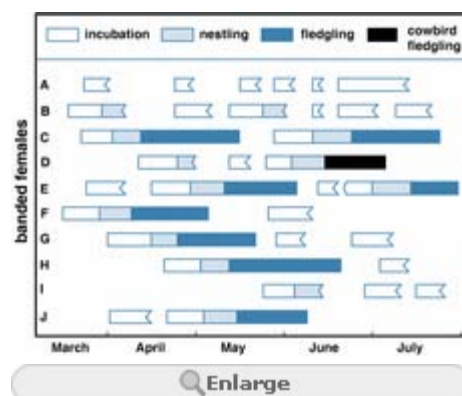 incubation nestling fledgling cowbird fledgling
banded females
A
B
C
D
E
F
G
H
I
J
March April May June July
Enlarge